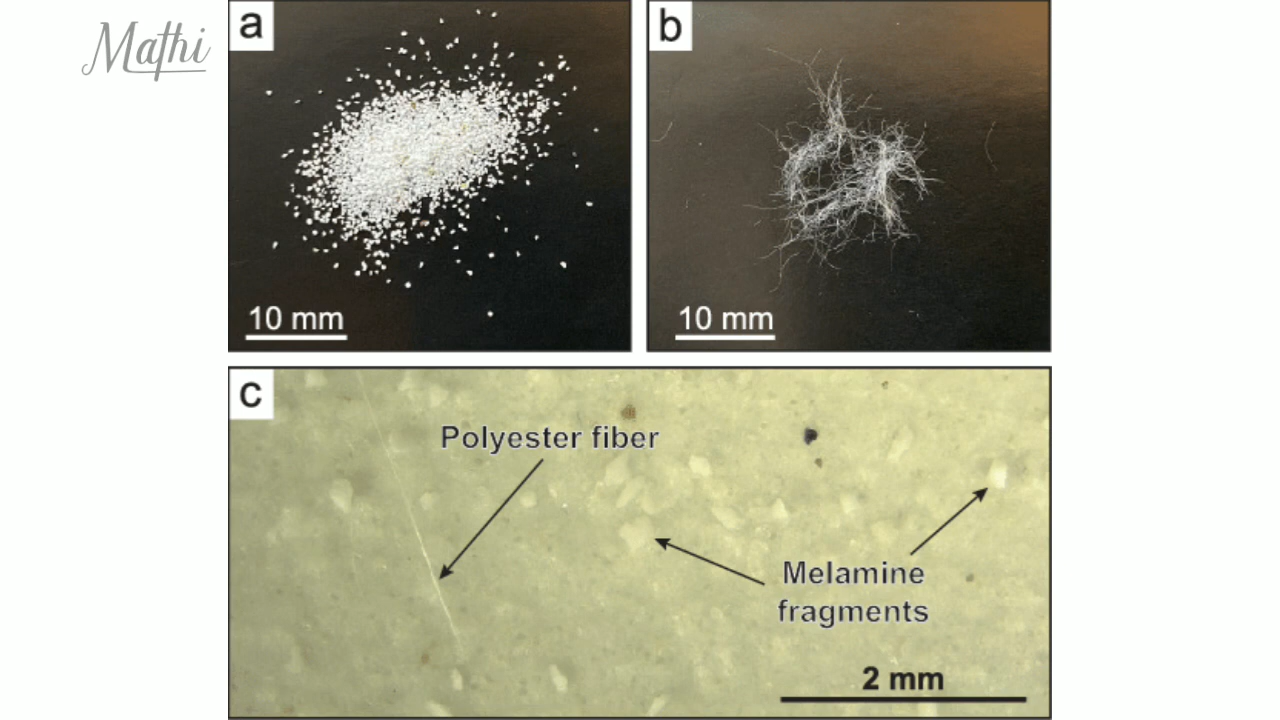 Mathi
a
b
10 mm
10 mm
c
Polyester fiber
Melamine
fragments
2 mm